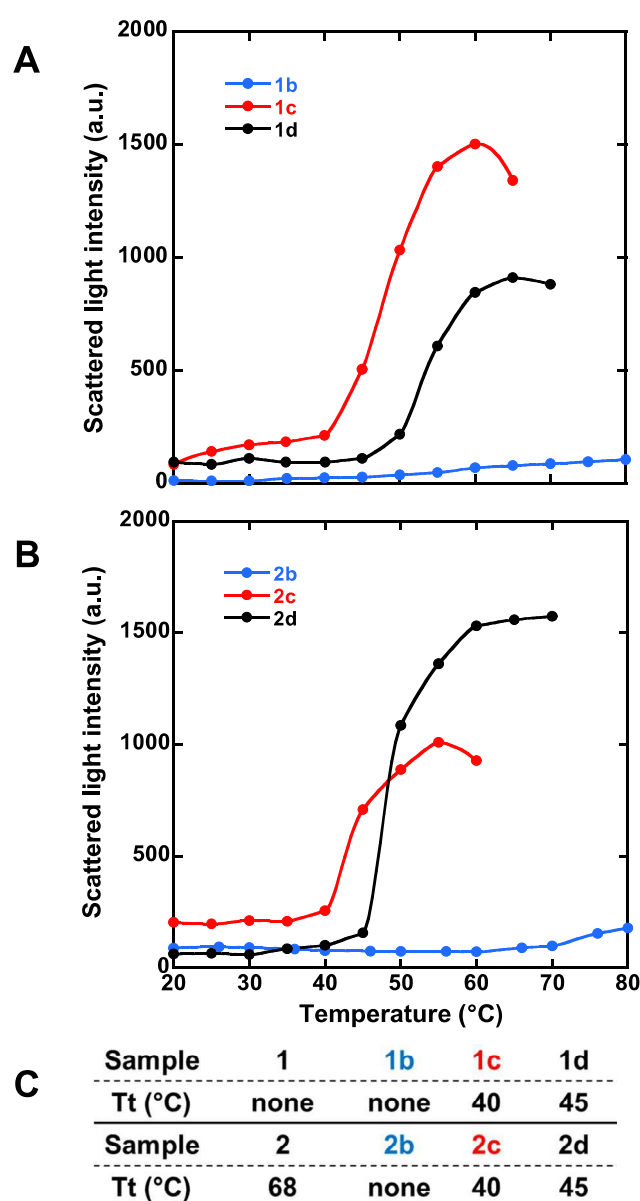 A
2000
1500
1000
500
0
Scattered light intensity (a.u.)
1b
1c
1d
B
2000
1500
1000
500
0
Scattered light intensity (a.u.)
2b
2c
2d
20 30 40 50 60 70 80
Temperature (°C)
C
Sample 1 1b 1c 1d
Tt (°C) none none 40 45
Sample 2 2b 2c 2d
Tt (°C) 68 none 40 45